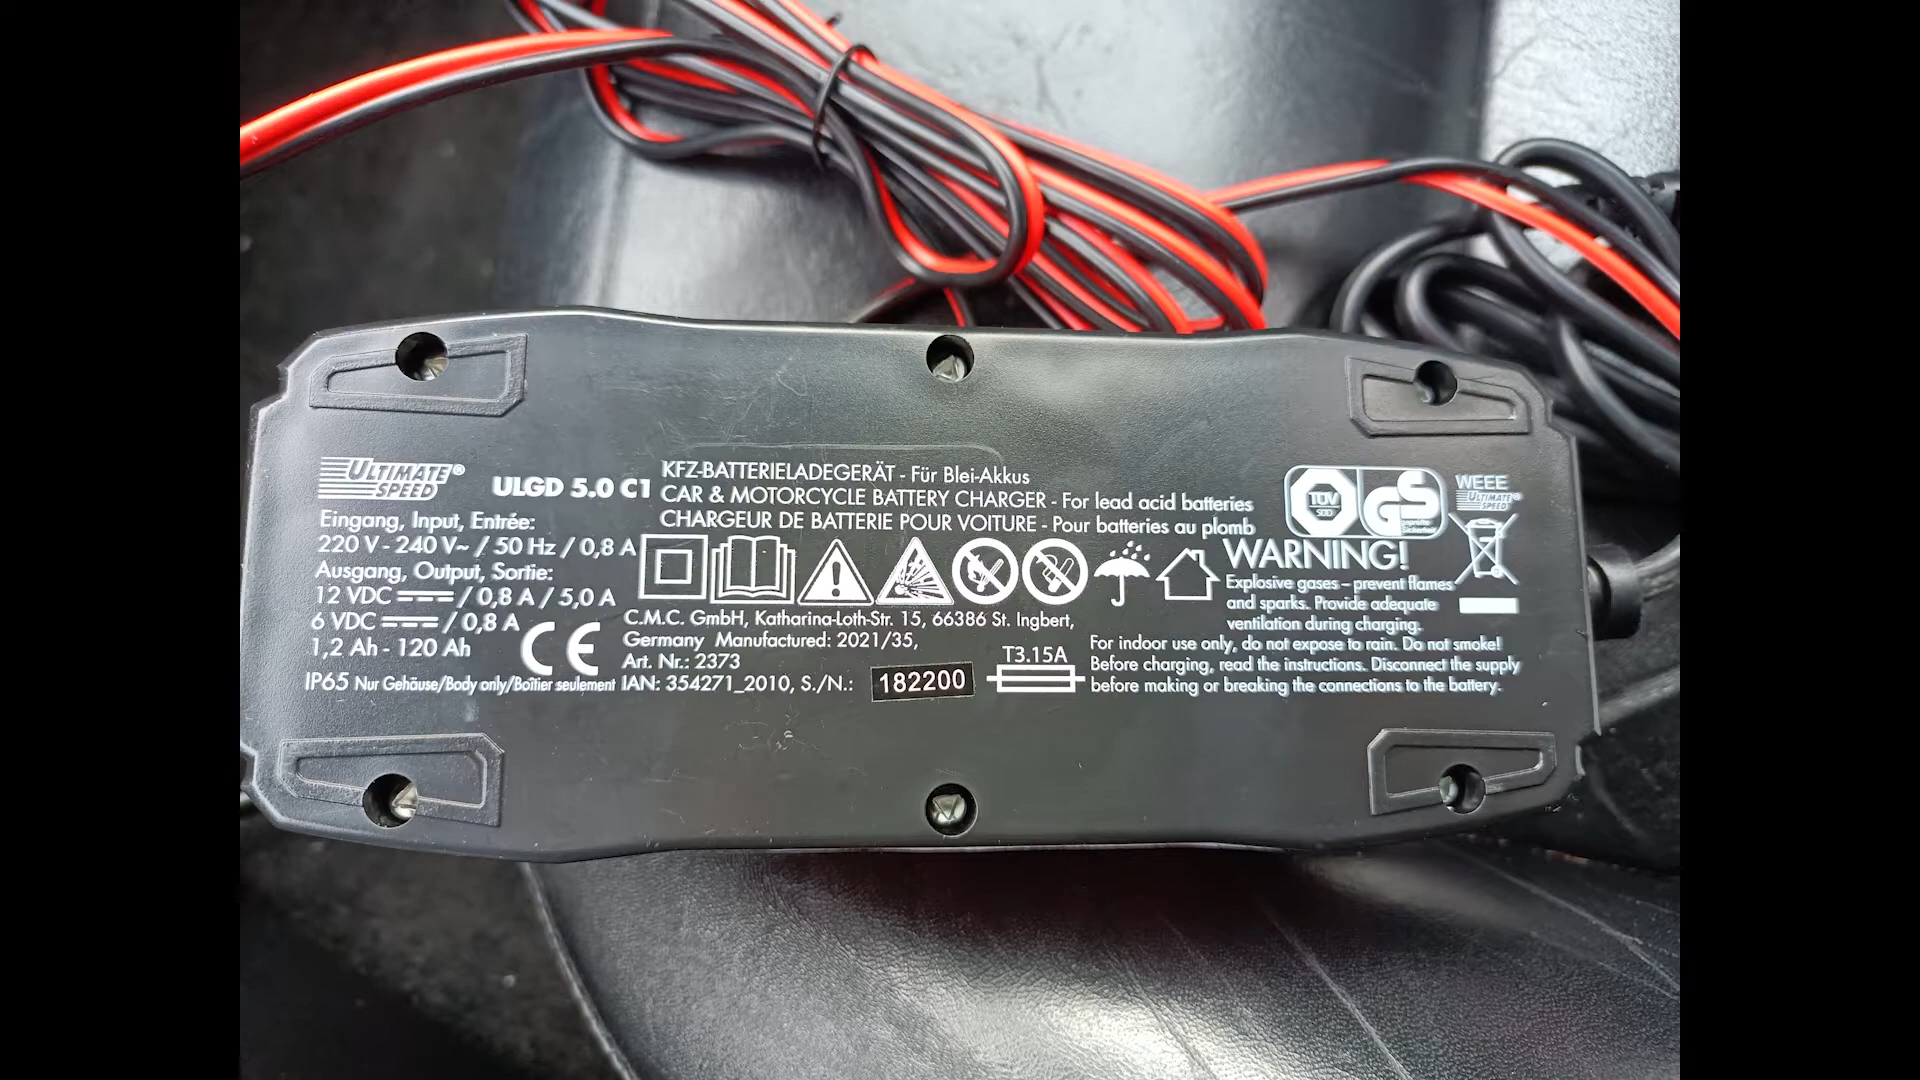 ULTIMATE SPEED®
ULGD 5.0 C1
KFZ-BATTERIELADEGERÄT - Für Blei-Akkus
CAR & MOTORCYCLE BATTERY CHARGER - For lead acid batteries
CHARGEUR DE BATTERIE POUR VOITURE - Pour batteries au plomb
Eingang, Input, Entrée:
220 V - 240 V~ / 50 Hz / 0,8 A
Ausgang, Output, Sortie:
12 VDC / 0,8 A / 5,0 A
6 VDC / 0,8 A
1,2 Ah - 120 Ah
CE
IP65 Nur Gehäuse/Body only/Boîtier seulement
C.M.C. GmbH, Katharina-Loth-Str. 15, 66386 St. Ingbert,
Germany Manufactured: 2021/35,
Art. Nr.: 2373
IAN: 354271_2010, S./N.: 182200
T3.15A
TÜV
SÜD
GS
geprüfte
Sicherheit
WEEE
ULTIMATE SPEED®
WARNING!
Explosive gases – prevent flames
and sparks. Provide adequate
ventilation during charging.
For indoor use only, do not expose to rain. Do not smoke!
Before charging, read the instructions. Disconnect the supply
before making or breaking the connections to the battery.